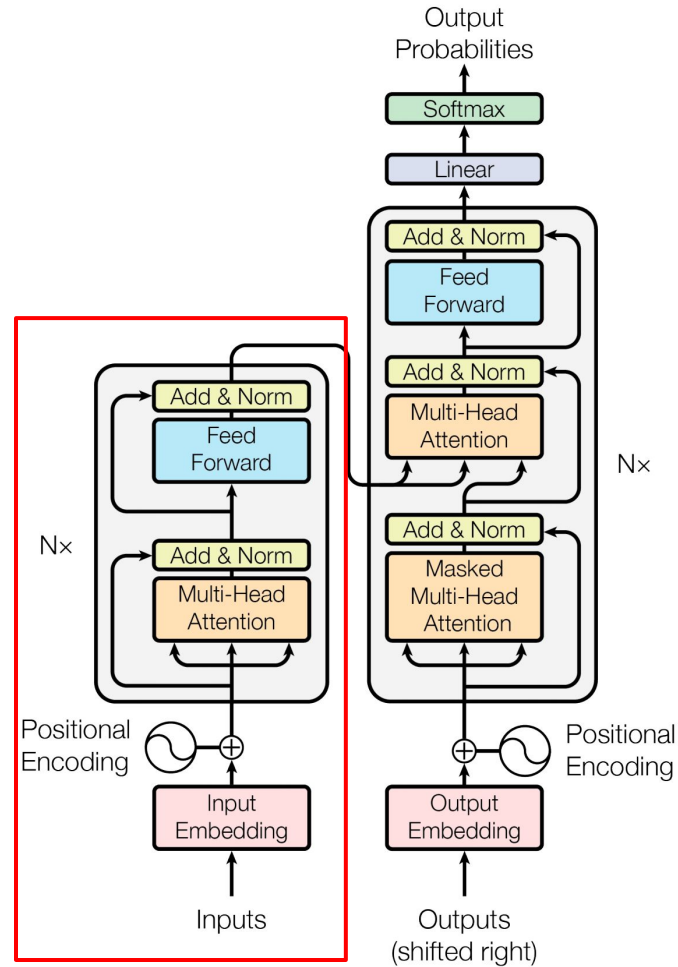 Output
Probabilities
Softmax
Linear
Add & Norm
Feed
Forward
Add & Norm
Multi-Head
Attention
Add & Norm
Masked
Multi-Head
Attention
Nx
Positional
Encoding
Output
Embedding
Outputs
(shifted right)
Add & Norm
Feed
Forward
Add & Norm
Multi-Head
Attention
Nx
Positional
Encoding
Input
Embedding
Inputs